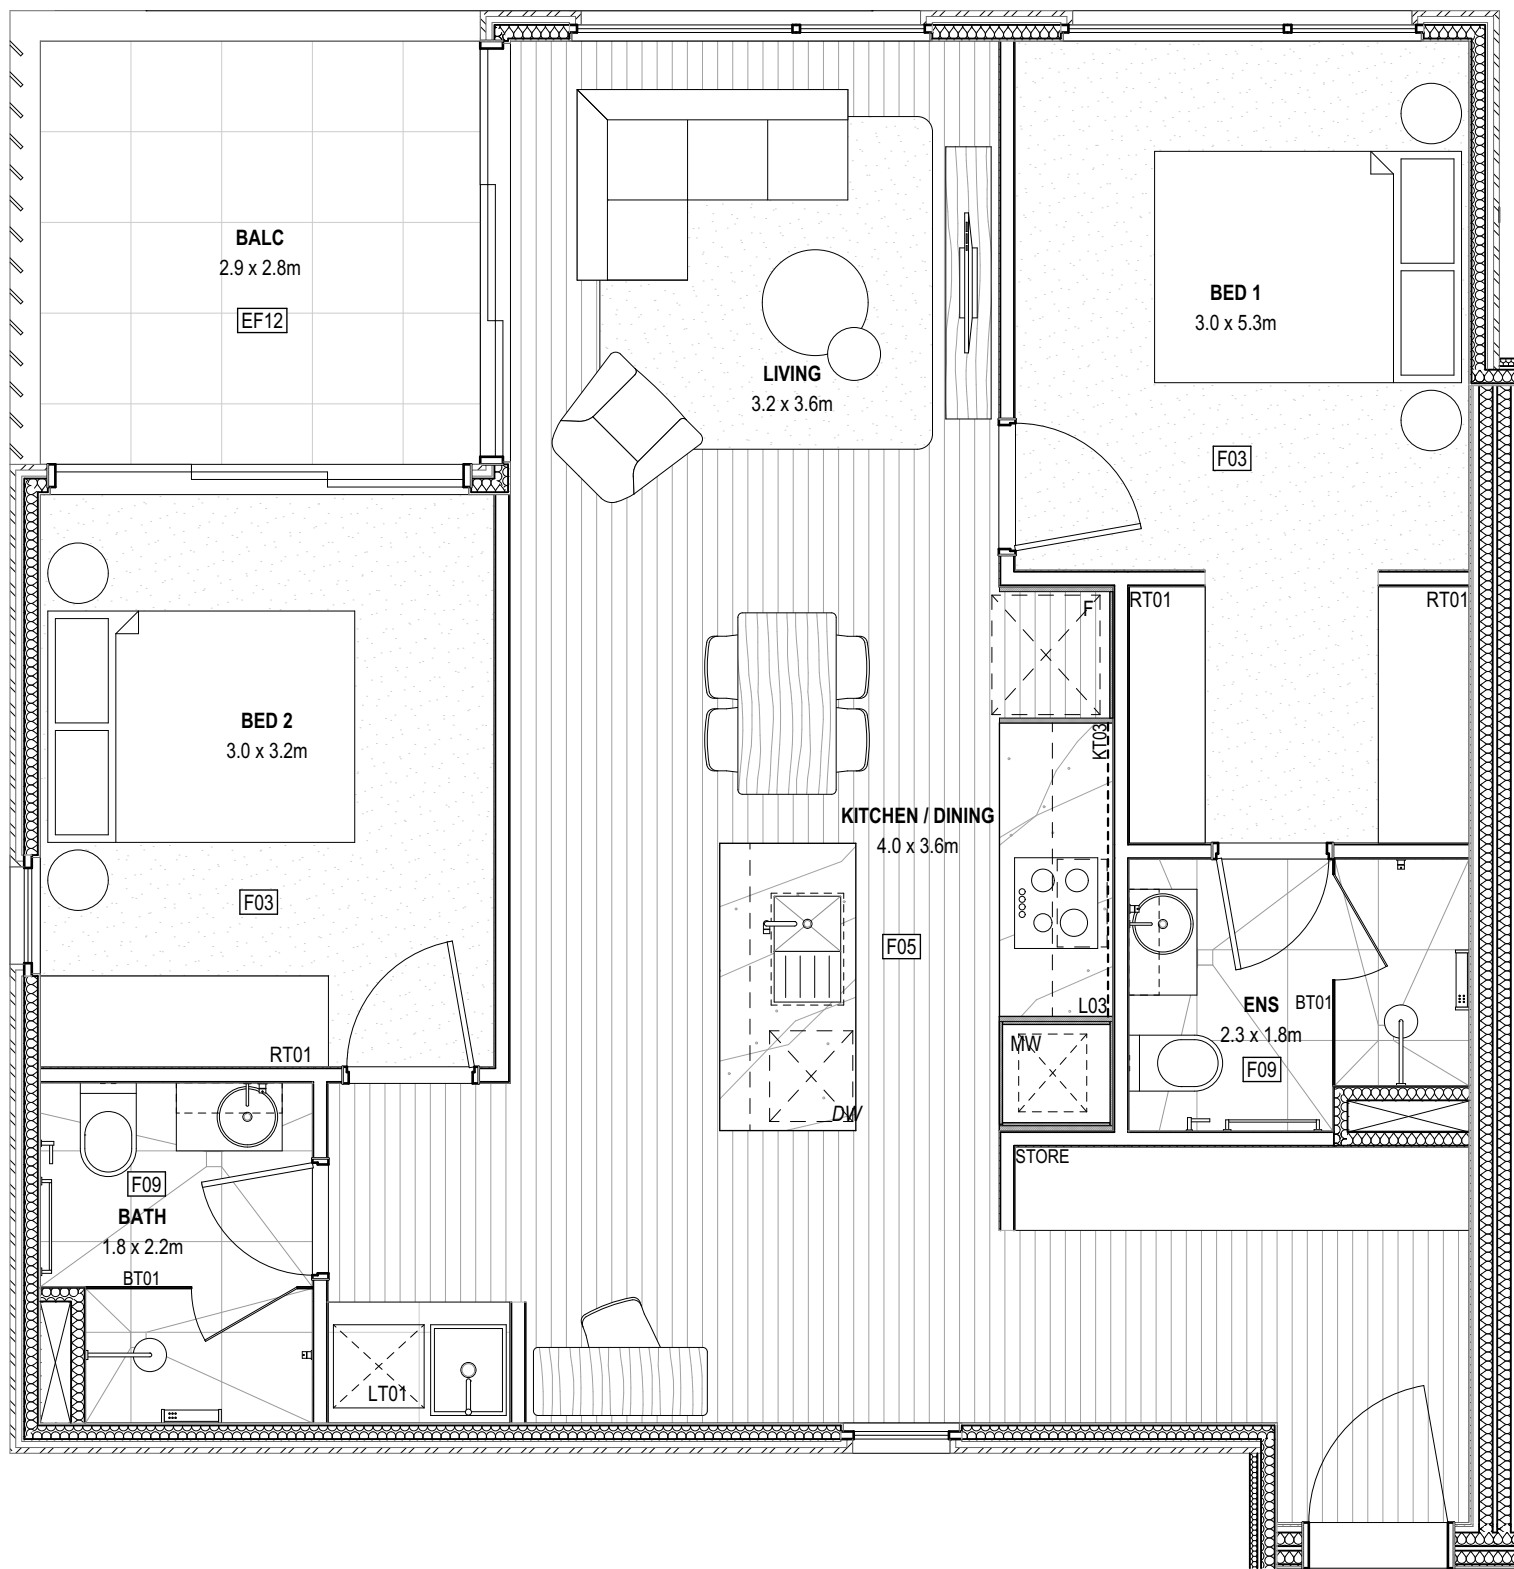 BALC
2.9 x 2.8m
EF12
LIVING
3.2 x 3.6m
BED 1
3.0 x 5.3m
F03
RT01
RT01
F
KT03
BED 2
3.0 x 3.2m
F03
RT01
KITCHEN / DINING
4.0 x 3.6m
F05
L03
MW
DW
ENS
2.3 x 1.8m
F09
BT01
STORE
F09
BATH
1.8 x 2.2m
BT01
LT01